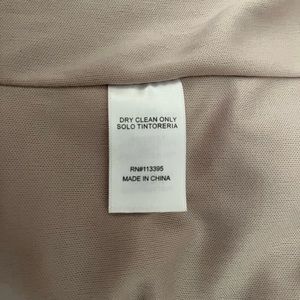 DRY CLEAN ONLY
SOLO TINTORERIA
RN#113395
MADE IN CHINA